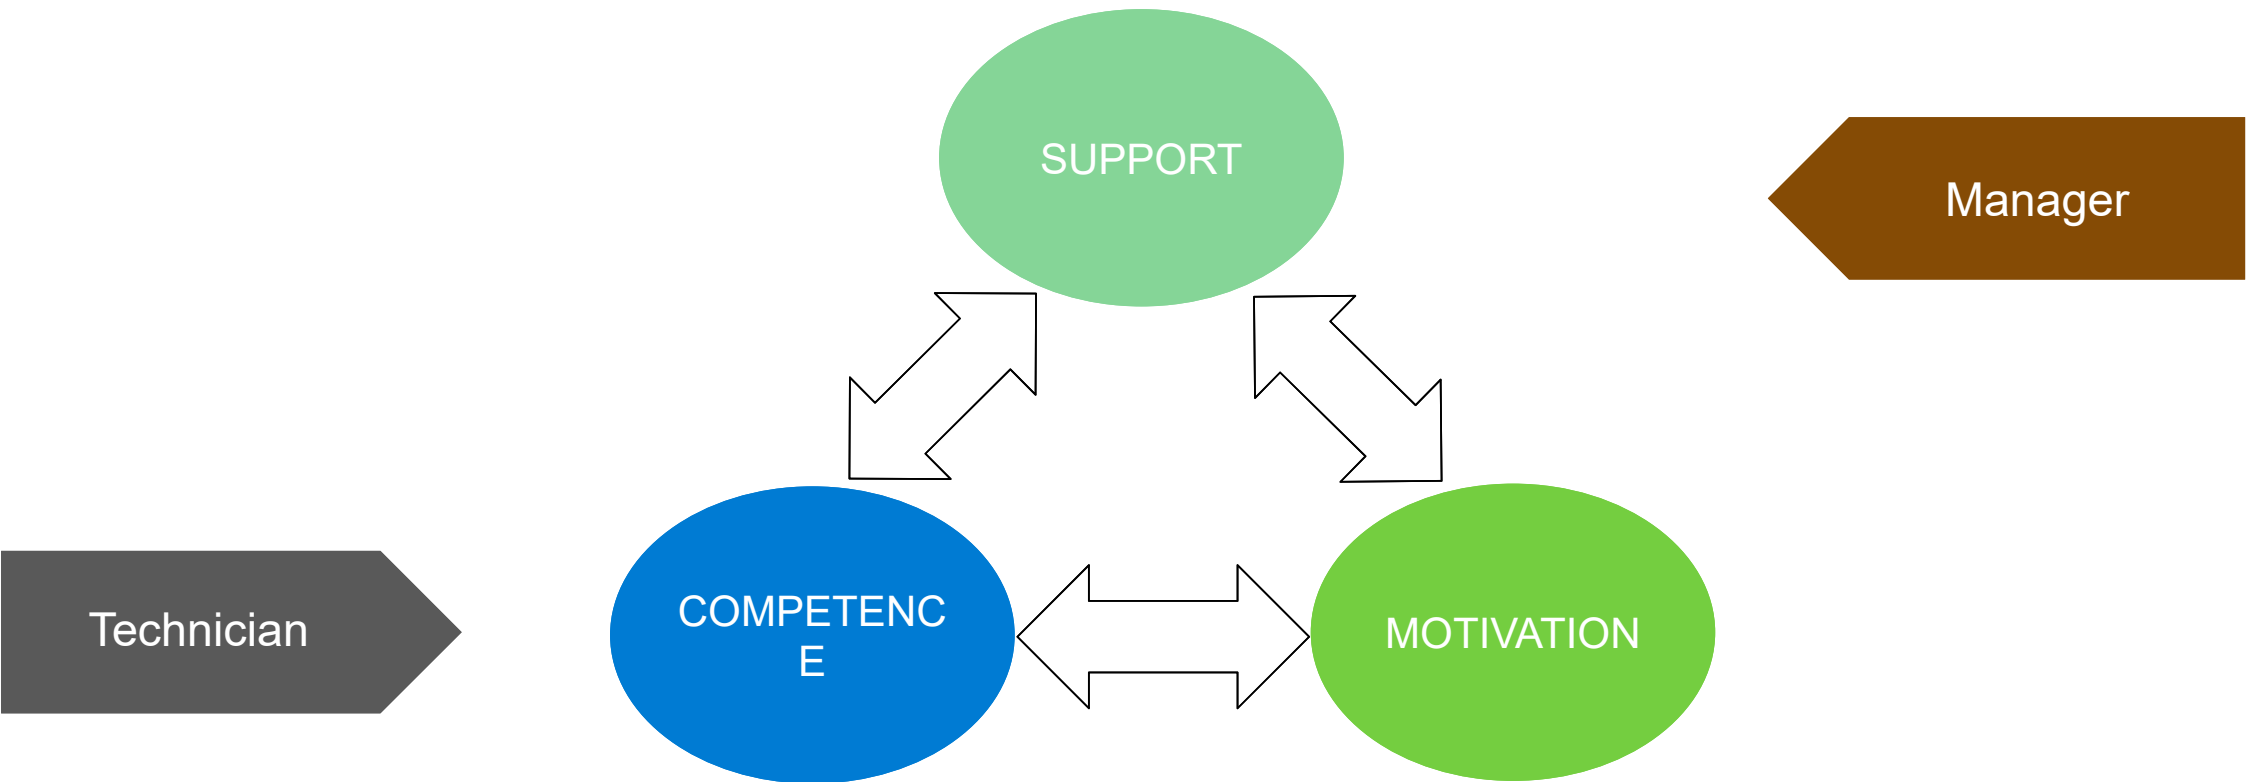 SUPPORT
Manager
Technician
COMPETENC
E
MOTIVATION